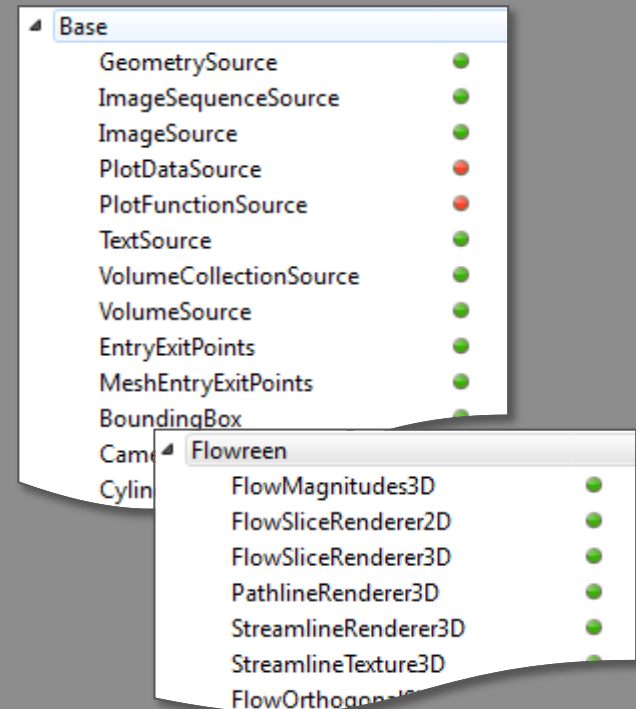 Base
GeometrySource
ImageSequenceSource
ImageSource
PlotDataSource
PlotFunctionSource
TextSource
VolumeCollectionSource
VolumeSource
EntryExitPoints
MeshEntryExitPoints
BoundingBox
Flowreen
FlowMagnitudes3D
FlowSliceRenderer2D
FlowSliceRenderer3D
PathlineRenderer3D
StreamlineRenderer3D
StreamlineTexture3D